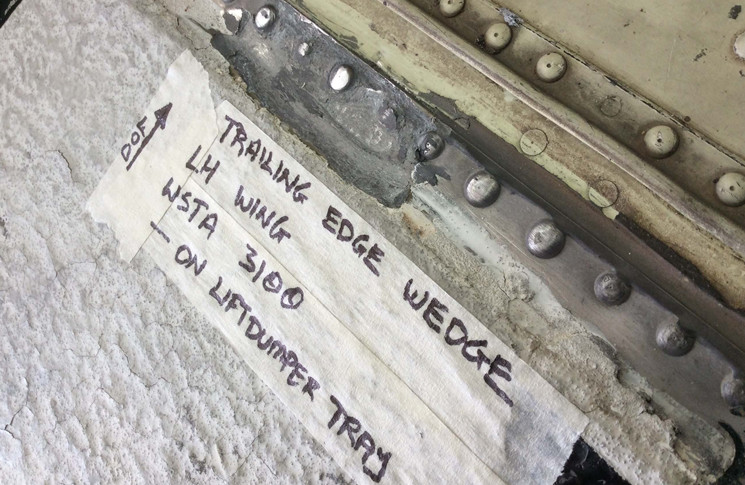 DOF
TRAILING EDGE WEDGE
LH WING
WSTA 3100
- ON LIFTDUMPER TRAY